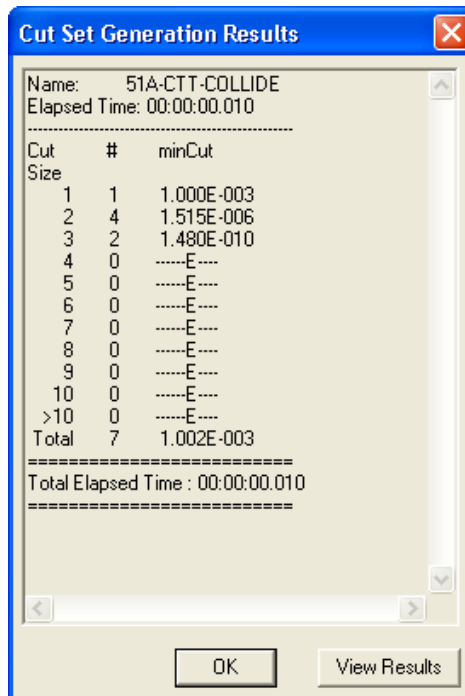 Cut Set Generation Results
Name: 51A-CTT-COLLIDE
Elapsed Time: 00:00:00.010
----------------------------------------------------
Cut # minCut
Size
1 1 1.000E-003
2 4 1.515E-006
3 2 1.480E-010
4 0 ------E----
5 0 ------E----
6 0 ------E----
7 0 ------E----
8 0 ------E----
9 0 ------E----
10 0 ------E----
>10 0 ------E----
Total 7 1.002E-003
==========================
Total Elapsed Time : 00:00:00.010
==========================
OK View Results